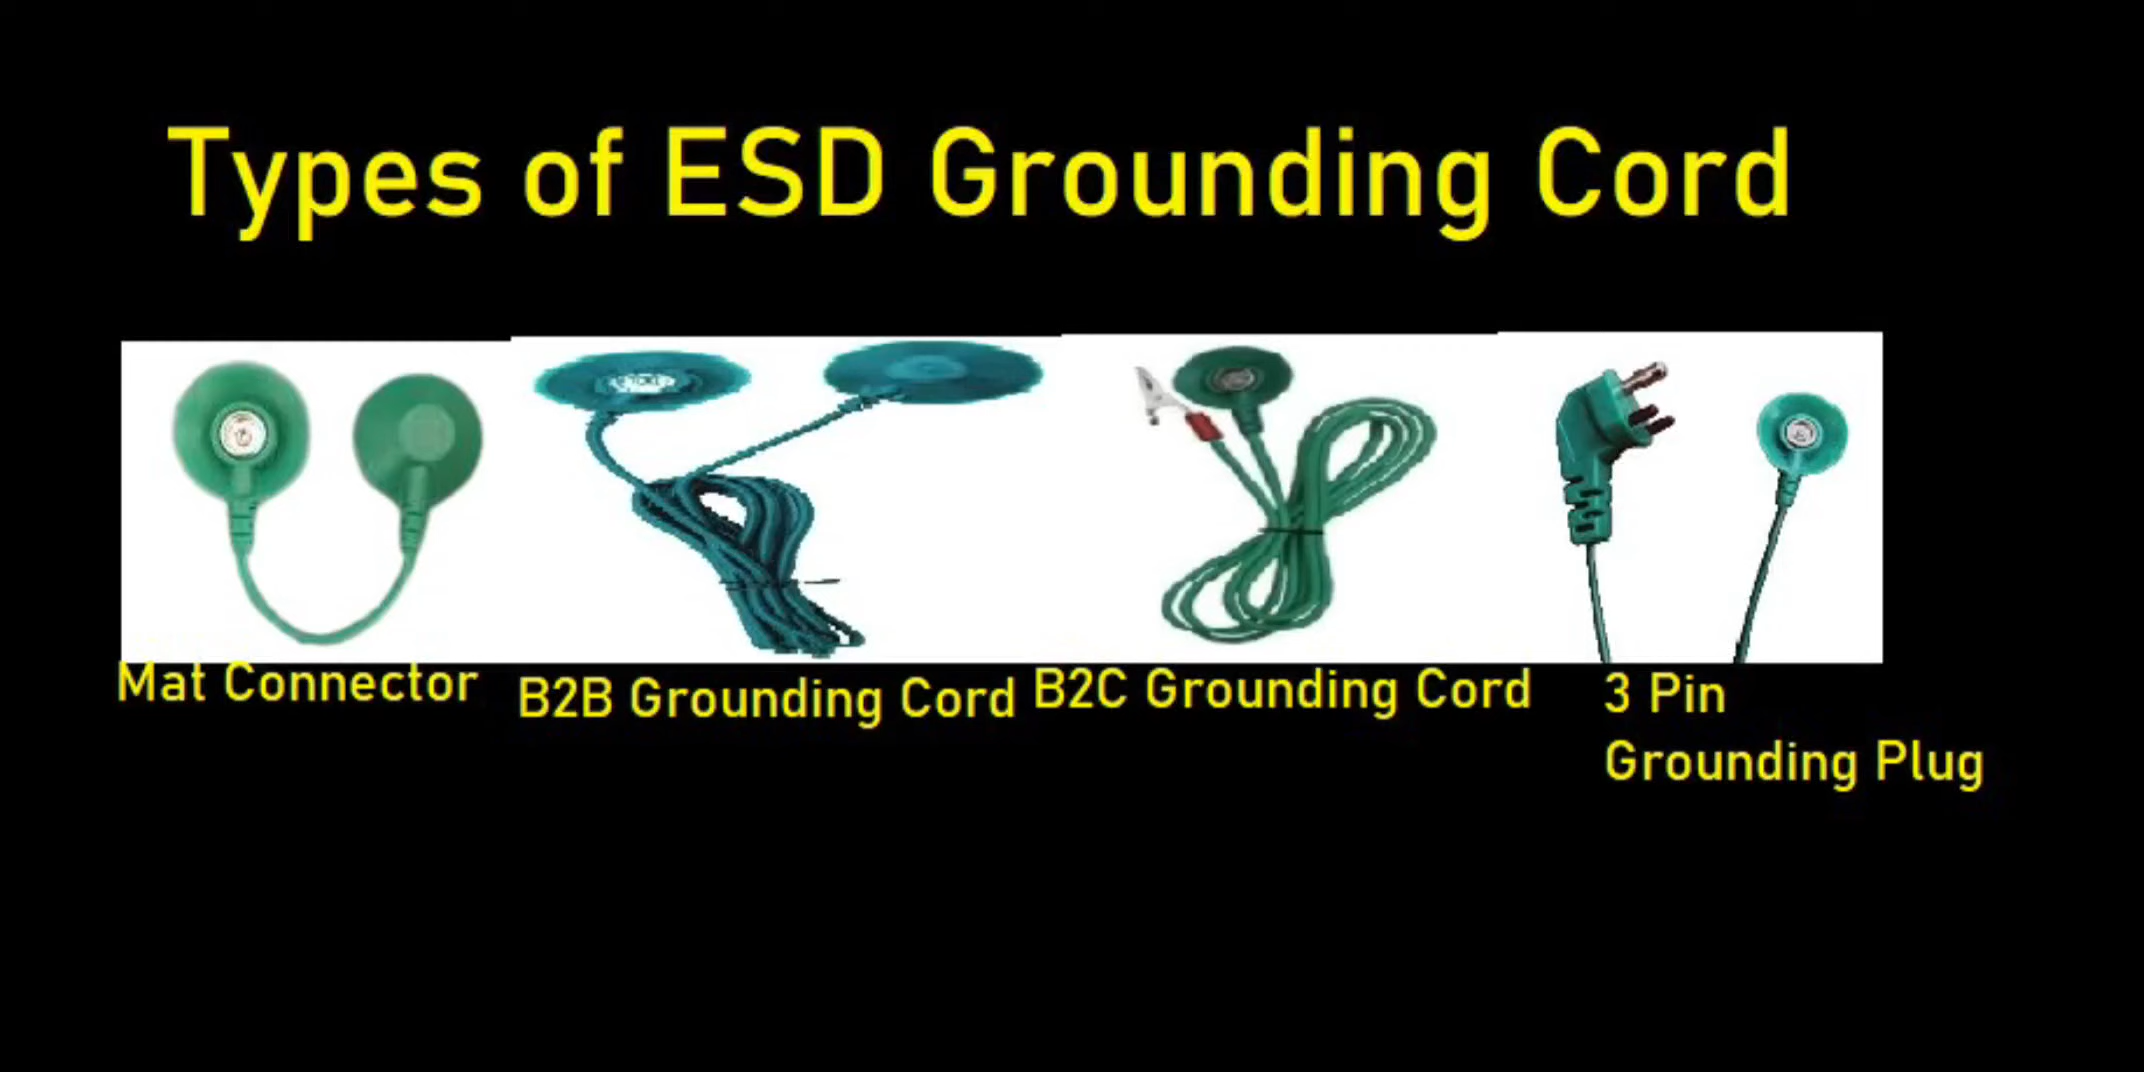 Types of ESD Grounding Cord
Mat Connector
B2B Grounding Cord
B2C Grounding Cord
3 Pin
Grounding Plug